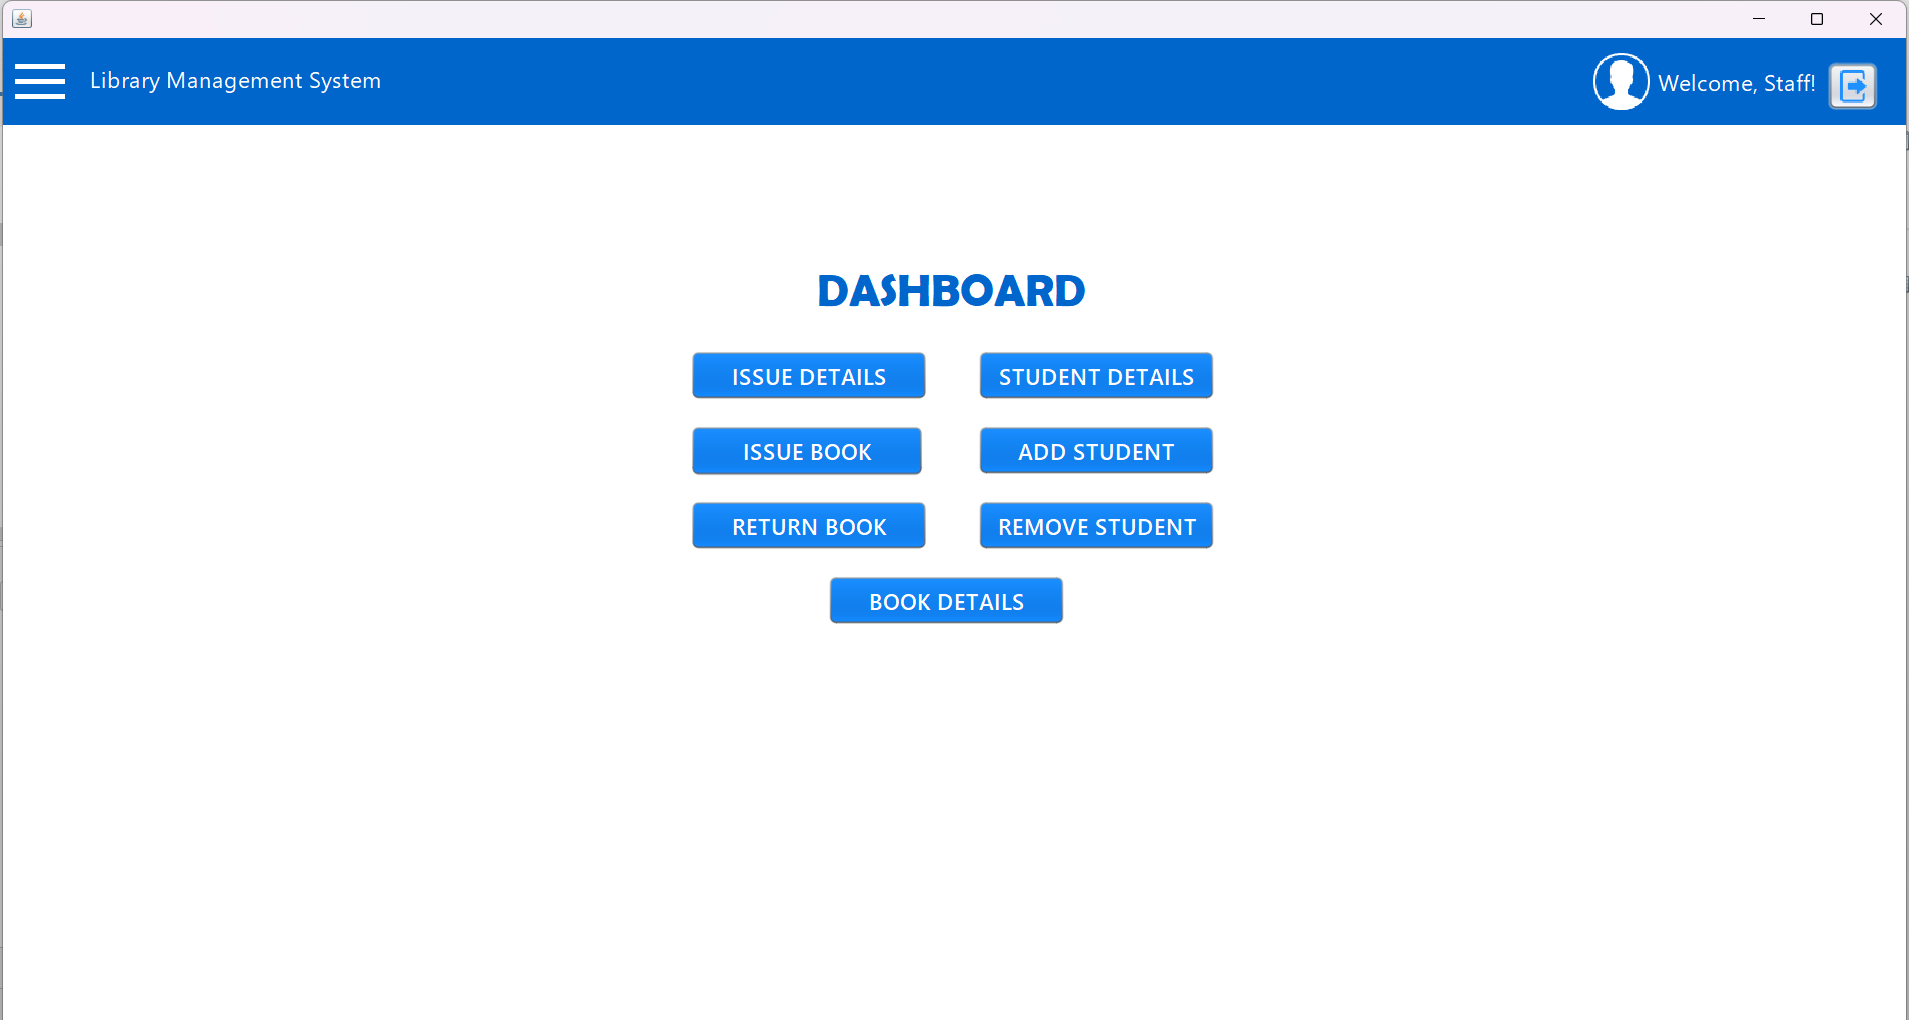 Library Management System
Welcome, Staff!
DASHBOARD
ISSUE DETAILS
STUDENT DETAILS
ISSUE BOOK
ADD STUDENT
RETURN BOOK
REMOVE STUDENT
BOOK DETAILS